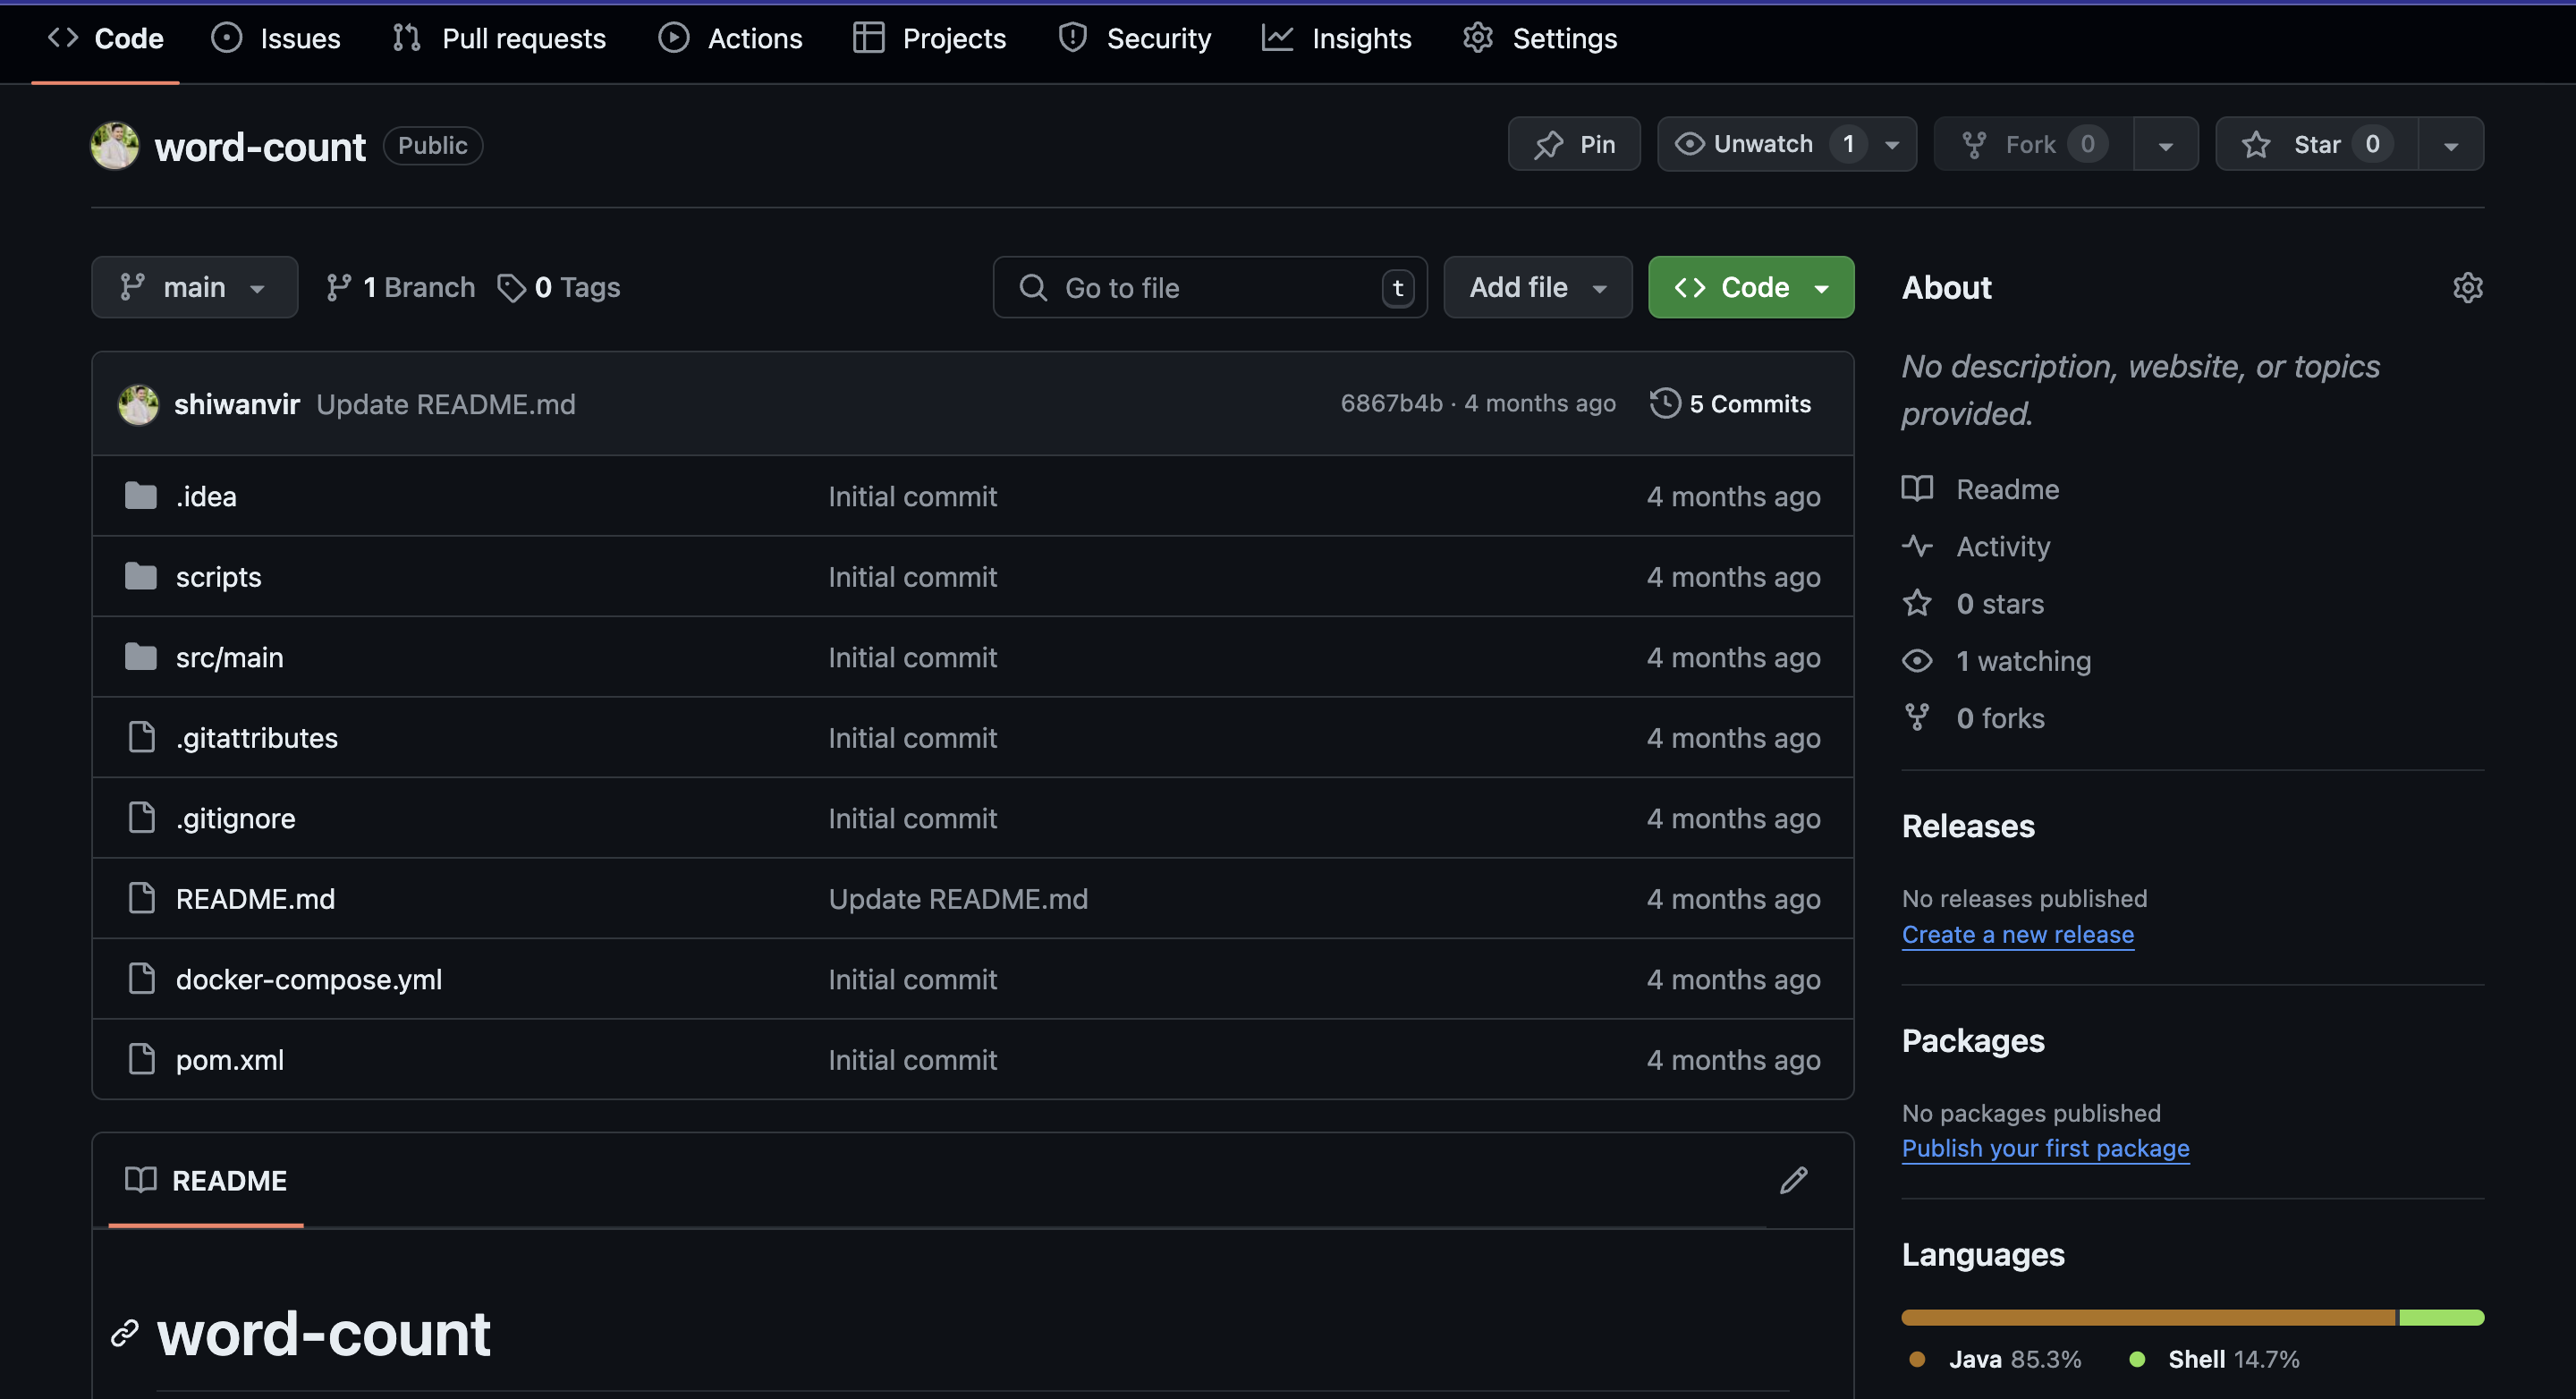 Code Issues Pull requests Actions Projects Security Insights Settings
word-count Public
Pin Unwatch 1 Fork 0 Star 0
main 1 Branch 0 Tags Go to file t Add file Code
shiwanvir Update README.md 6867b4b · 4 months ago 5 Commits
.idea Initial commit 4 months ago
scripts Initial commit 4 months ago
src/main Initial commit 4 months ago
.gitattributes Initial commit 4 months ago
.gitignore Initial commit 4 months ago
README.md Update README.md 4 months ago
docker-compose.yml Initial commit 4 months ago
pom.xml Initial commit 4 months ago
README
word-count
About
No description, website, or topics
provided.
Readme
Activity
0 stars
1 watching
0 forks
Releases
No releases published
Create a new release
Packages
No packages published
Publish your first package
Languages
Java 85.3% Shell 14.7%